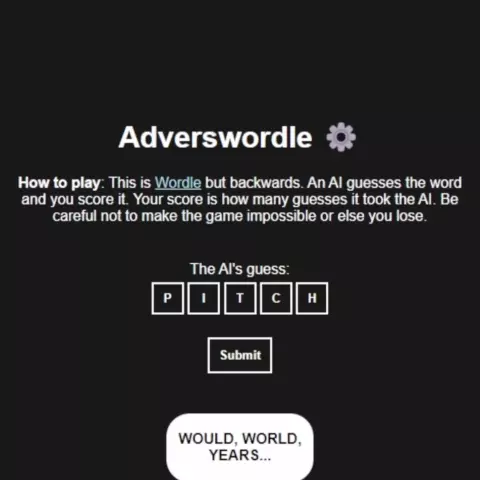 Adverswordle
How to play: This is Wordle but backwards. An AI guesses the word
and you score it. Your score is how many guesses it took the AI. Be
careful not to make the game impossible or else you lose.
The AI's guess:
P I T C H
Submit
WOULD, WORLD,
YEARS...